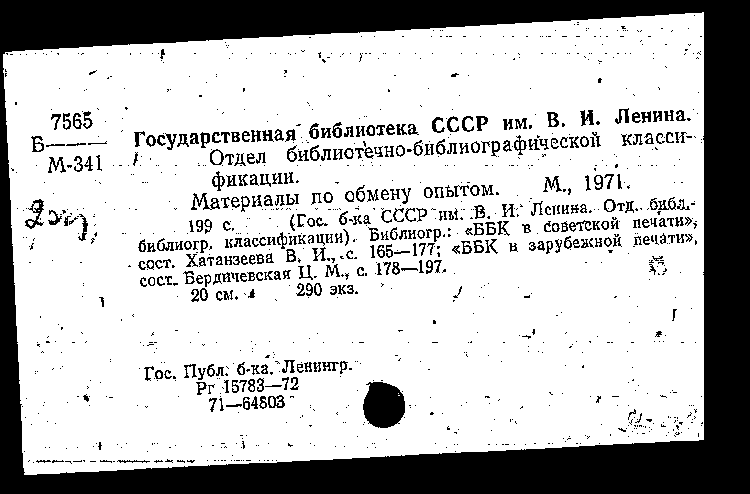 7565
Б———
М-341
2 экз,
Государственная библиотека СССР им. В. И. Ленина.
Отдел библиотечно-библиографической класси-
фикации.
Материалы по обмену опытом. М., 1971.
199 с. (Гос. б-ка СССР им. В. И. Ленина. Отд. библ.-
библиогр. классификации). Библиогр.: «ББК в советской печати»,
сост. Хатанзеева В. И., с. 165—177; «ББК в зарубежной печати»,
сост. Бердичевская Ц. М., с. 178—197.
20 см. 290 экз.
Гос. Публ. б-ка. Ленингр.
Рг 15783—72
71—64803